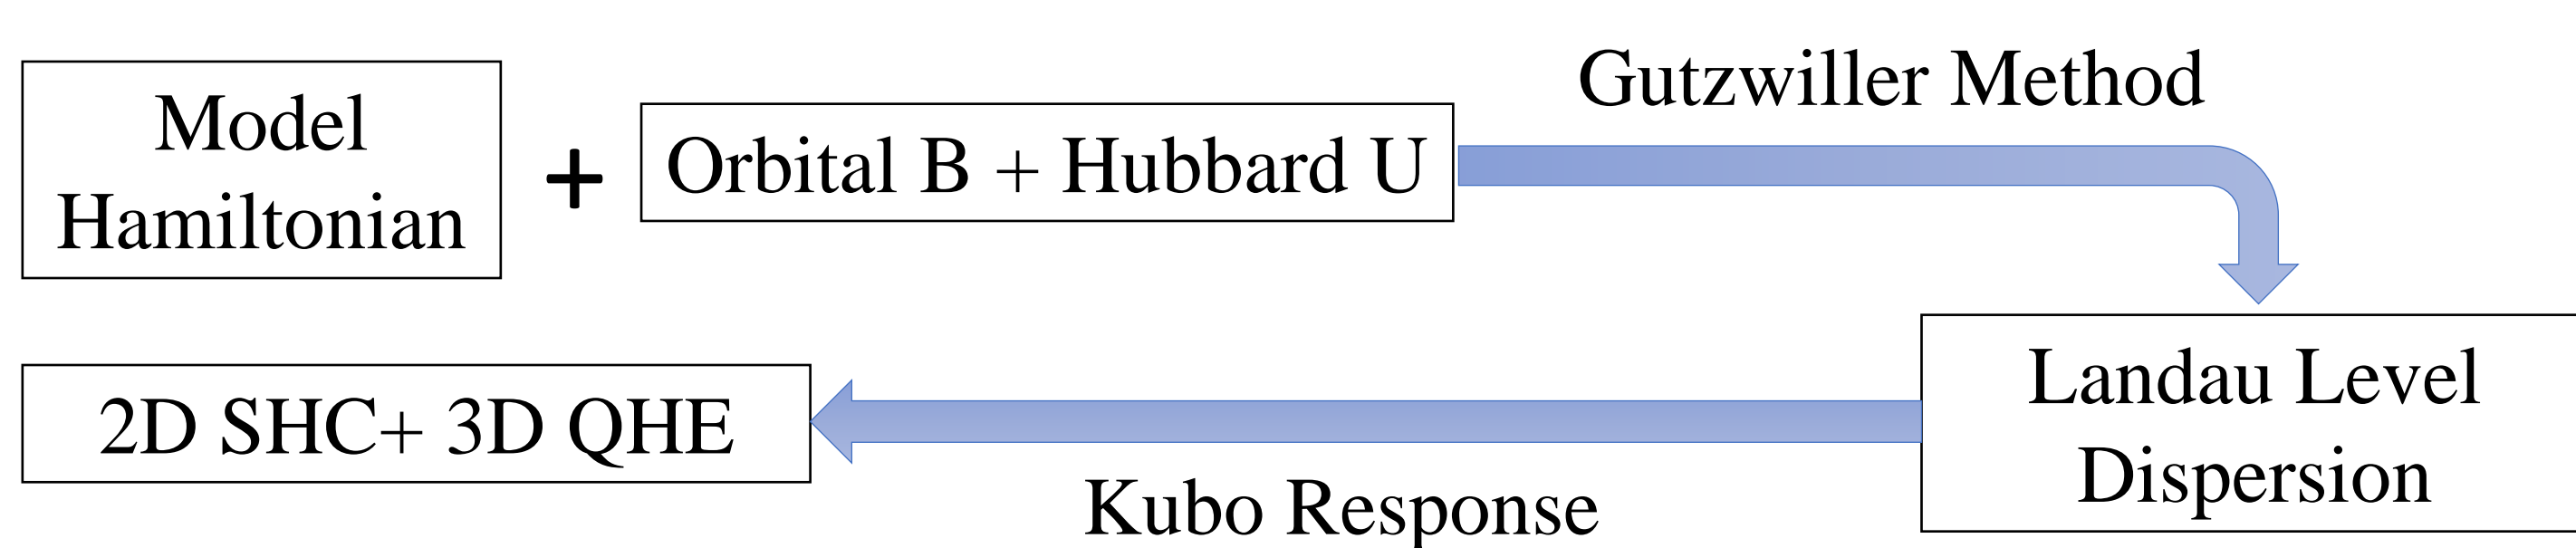 Model
Hamiltonian
+
Orbital B + Hubbard U
Gutzwiller Method
Landau Level
Dispersion
Kubo Response
2D SHC+ 3D QHE